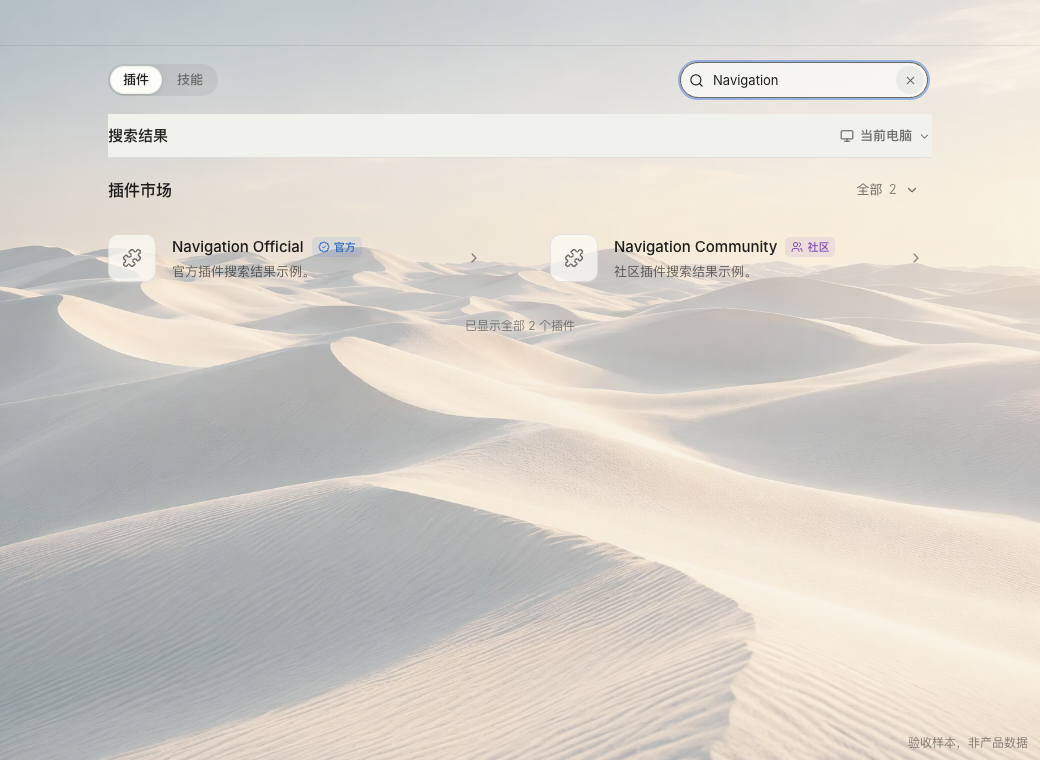 插件 技能 Navigation
搜索结果 当前电脑
插件市场 全部 2
Navigation Official 官方 Navigation Community 社区
官方插件搜索结果示例。 社区插件搜索结果示例。
已显示全部 2 个插件
验收样本，非产品数据